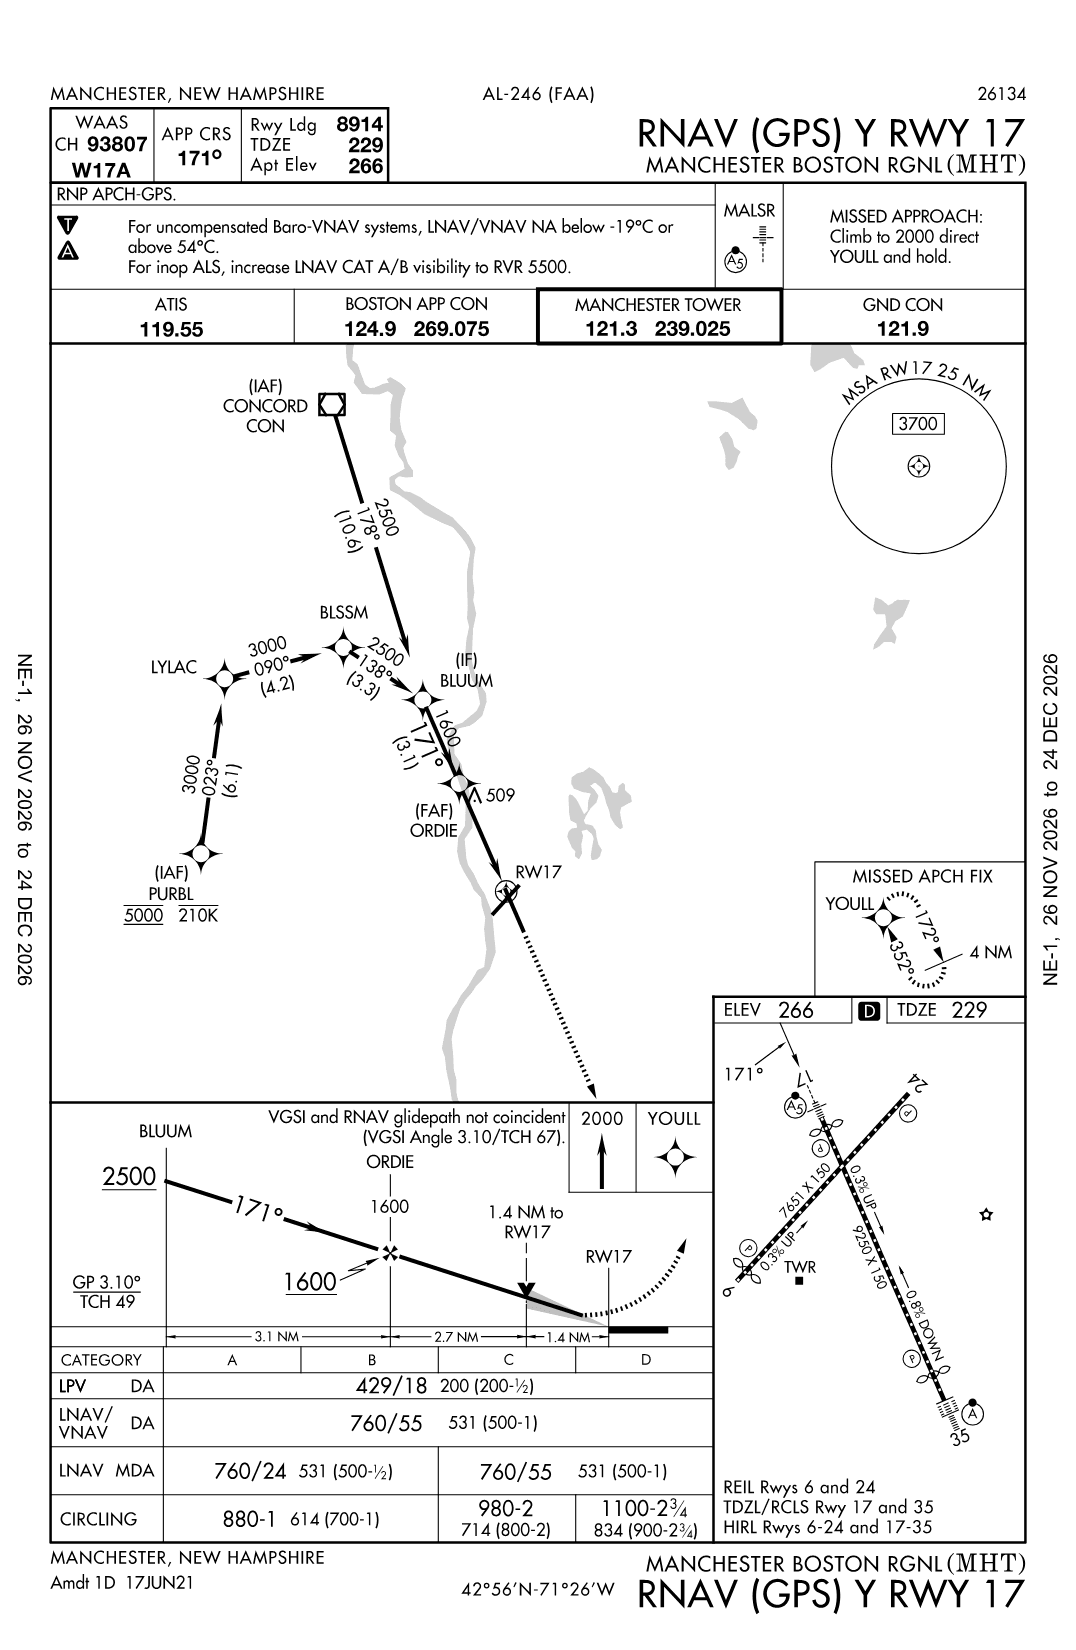 MANCHESTER, NEW HAMPSHIRE
AL-246 (FAA)
26134
WAAS
CH 93807
W17A
APP CRS
171°
Rwy Ldg 8914
TDZE 229
Apt Elev 266
RNAV (GPS) Y RWY 17
MANCHESTER BOSTON RGNL (MHT)
RNP APCH-GPS.
T
A
For uncompensated Baro-VNAV systems, LNAV/VNAV NA below -19°C or
above 54°C.
For inop ALS, increase LNAV CAT A/B visibility to RVR 5500.
MALSR
A5
MISSED APPROACH:
Climb to 2000 direct
YOULL and hold.
ATIS
119.55
BOSTON APP CON
124.9 269.075
MANCHESTER TOWER
121.3 239.025
GND CON
121.9
(IAF)
CONCORD
CON
2500
178°
(10.6)
MSA RW17 25 NM
3700
BLSSM
LYLAC
3000
090°
(4.2)
2500
138°
(3.3)
(IF)
BLUUM
1600
171°
(3.1)
3000
023°
(6.1)
(FAF)
ORDIE
509
(IAF)
PURBL
5000 210K
RW17
MISSED APCH FIX
YOULL
172°
352°
4 NM
NE-1, 26 NOV 2026 to 24 DEC 2026
NE-1, 26 NOV 2026 to 24 DEC 2026
ELEV 266
D
TDZE 229
171°
17
A5
24
P
P
7651 X 150
0.3% UP
0.3% UP
9250 X 150
P
6
TWR
0.8% DOWN
P
A
35
REIL Rwys 6 and 24
TDZL/RCLS Rwy 17 and 35
HIRL Rwys 6-24 and 17-35
VGSI and RNAV glidepath not coincident
(VGSI Angle 3.10/TCH 67).
2000
YOULL
BLUUM
ORDIE
2500
171°
1600
1600
1.4 NM to
RW17
RW17
GP 3.10°
TCH 49
3.1 NM
2.7 NM
1.4 NM
CATEGORY A B C D
LPV DA 429/18 200 (200-½)
LNAV/
VNAV DA 760/55 531 (500-1)
LNAV MDA 760/24 531 (500-½) 760/55 531 (500-1)
CIRCLING 880-1 614 (700-1)
980-2
714 (800-2)
1100-2¾
834 (900-2¾)
MANCHESTER, NEW HAMPSHIRE
Amdt 1D 17JUN21
42°56'N-71°26'W
MANCHESTER BOSTON RGNL (MHT)
RNAV (GPS) Y RWY 17